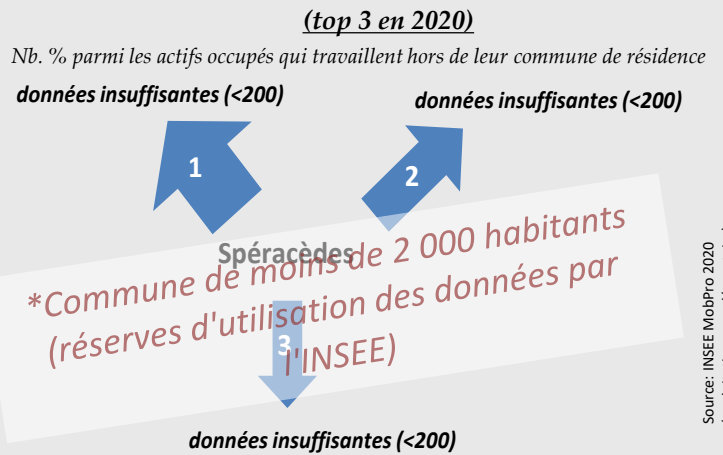 (top 3 en 2020)
Nb. % parmi les actifs occupés qui travaillent hors de leur commune de résidence
données insuffisantes (<200)
données insuffisantes (<200)
1
2
Spéracèdes
*Commune de moins de 2 000 habitants
(réserves d'utilisation des données par
l'INSEE)
3
données insuffisantes (<200)
Source: INSEE MobPro 2020